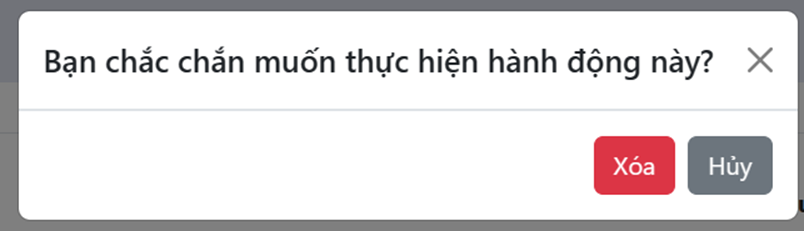 Bạn chắc chắn muốn thực hiện hành động này?
Xóa Hủy